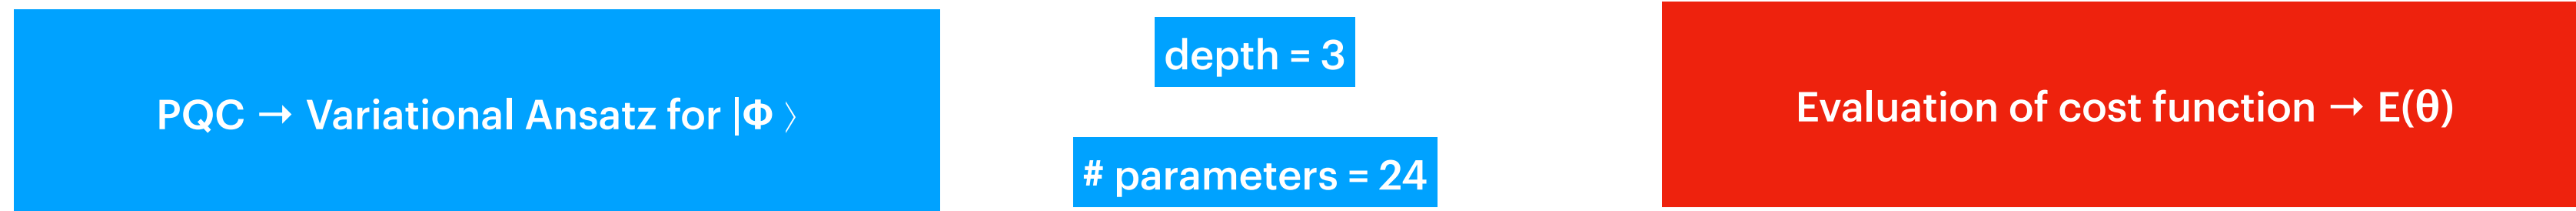 PQC → Variational Ansatz for |Φ 〉
depth = 3
# parameters = 24
Evaluation of cost function → E(θ)